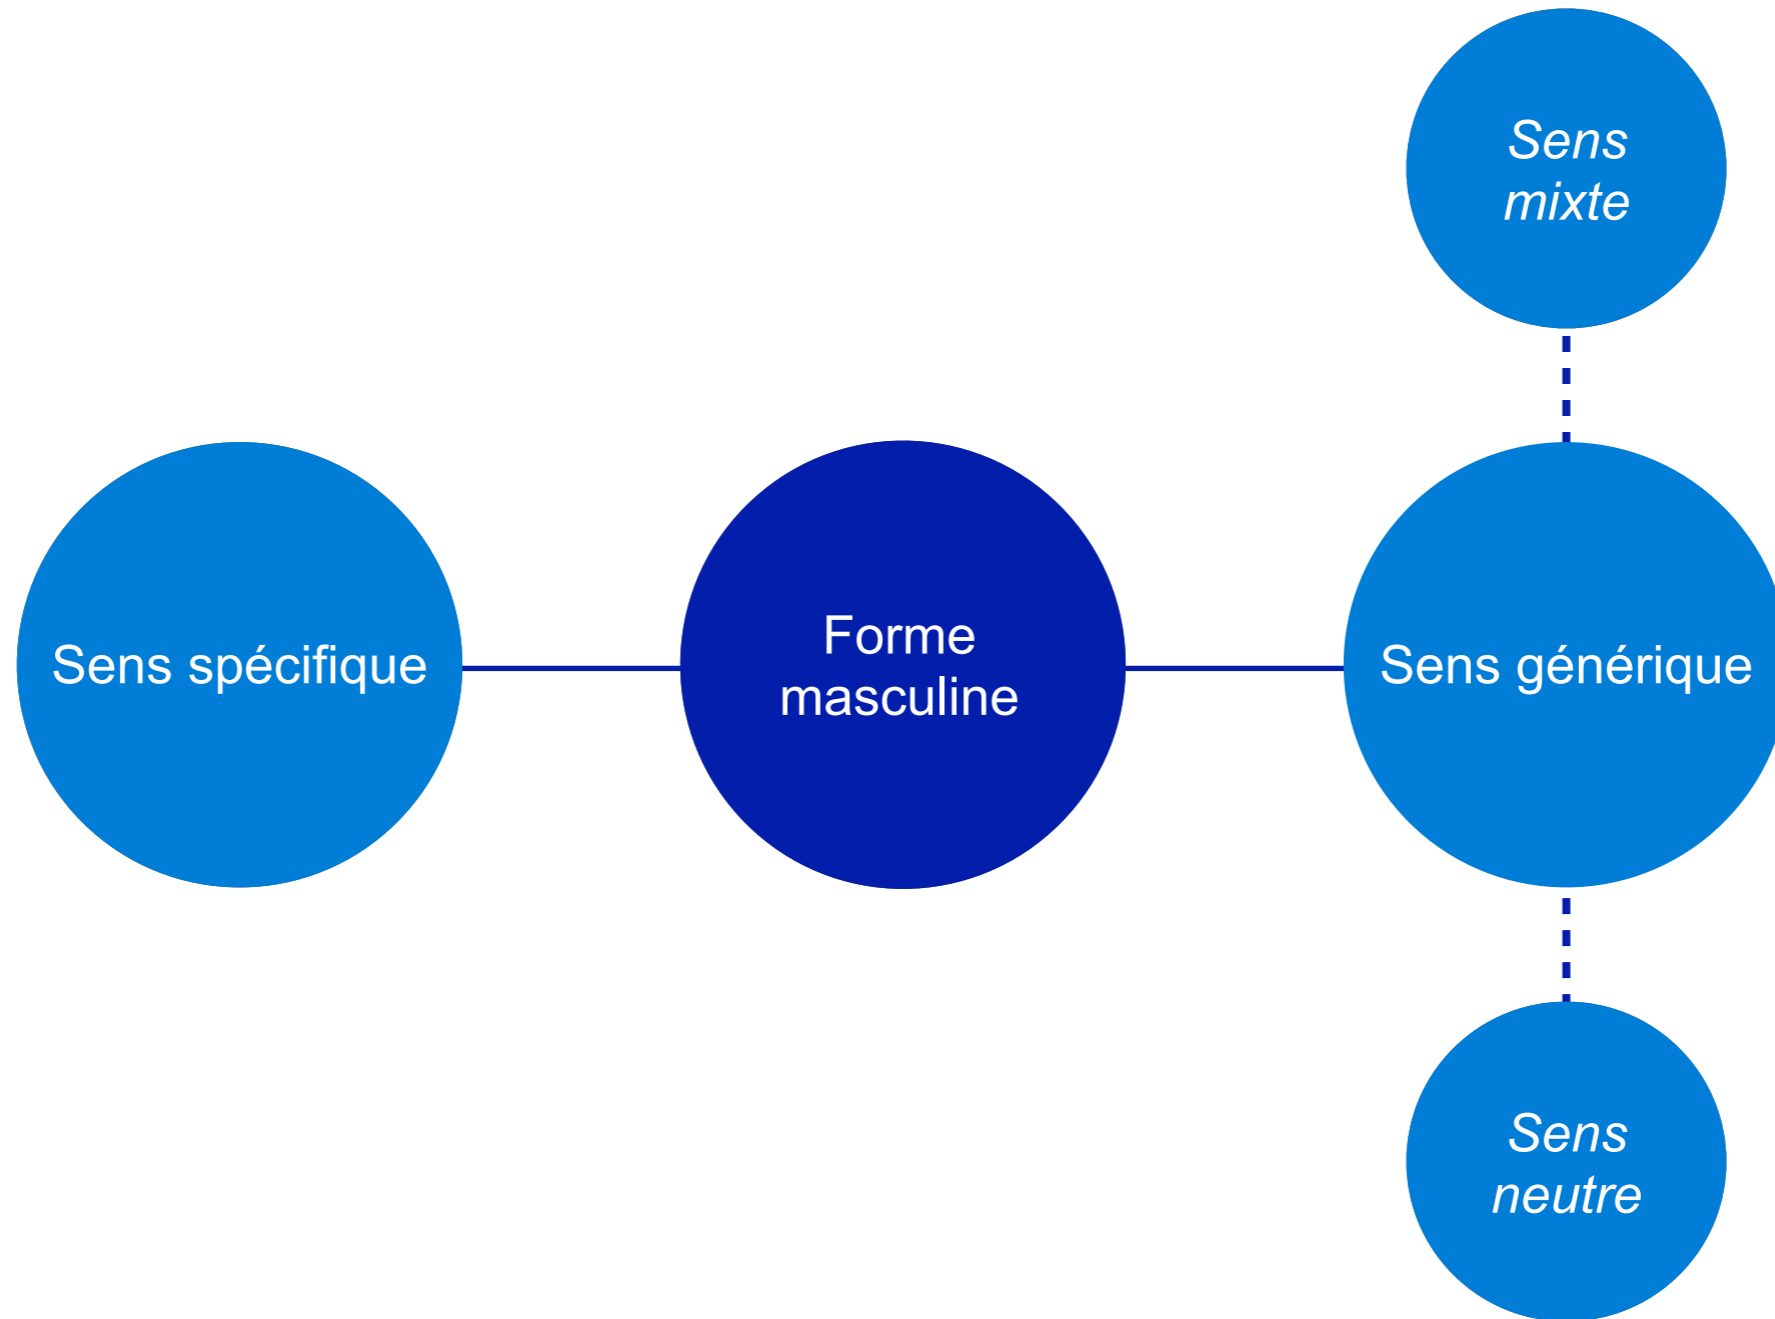 Sens
mixte
Sens spécifique
Forme
masculine
Sens générique
Sens
neutre